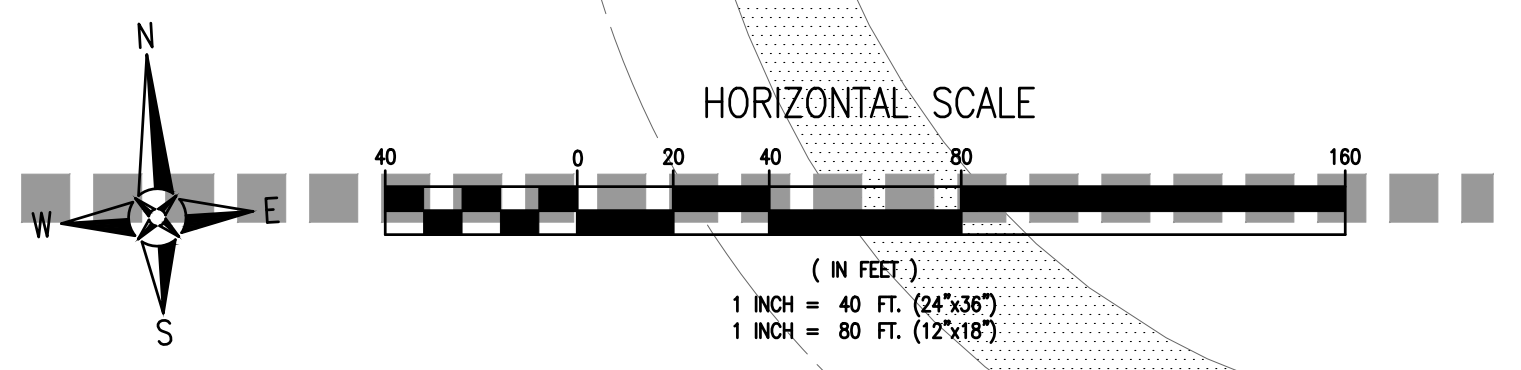 N
W E
S
HORIZONTAL SCALE
40 0 20 40 80 160
( IN FEET )
1 INCH = 40 FT. (24"x36")
1 INCH = 80 FT. (12"x18")